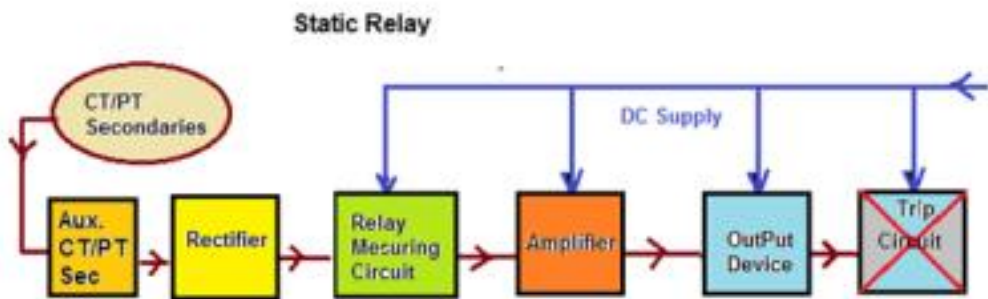 Static Relay
CT/PT
Secondaries
DC Supply
Aux.
CT/PT
Sec
Rectifier
Relay
Mesuring
Circuit
Amplifier
OutPut
Device
Trip
Circuit